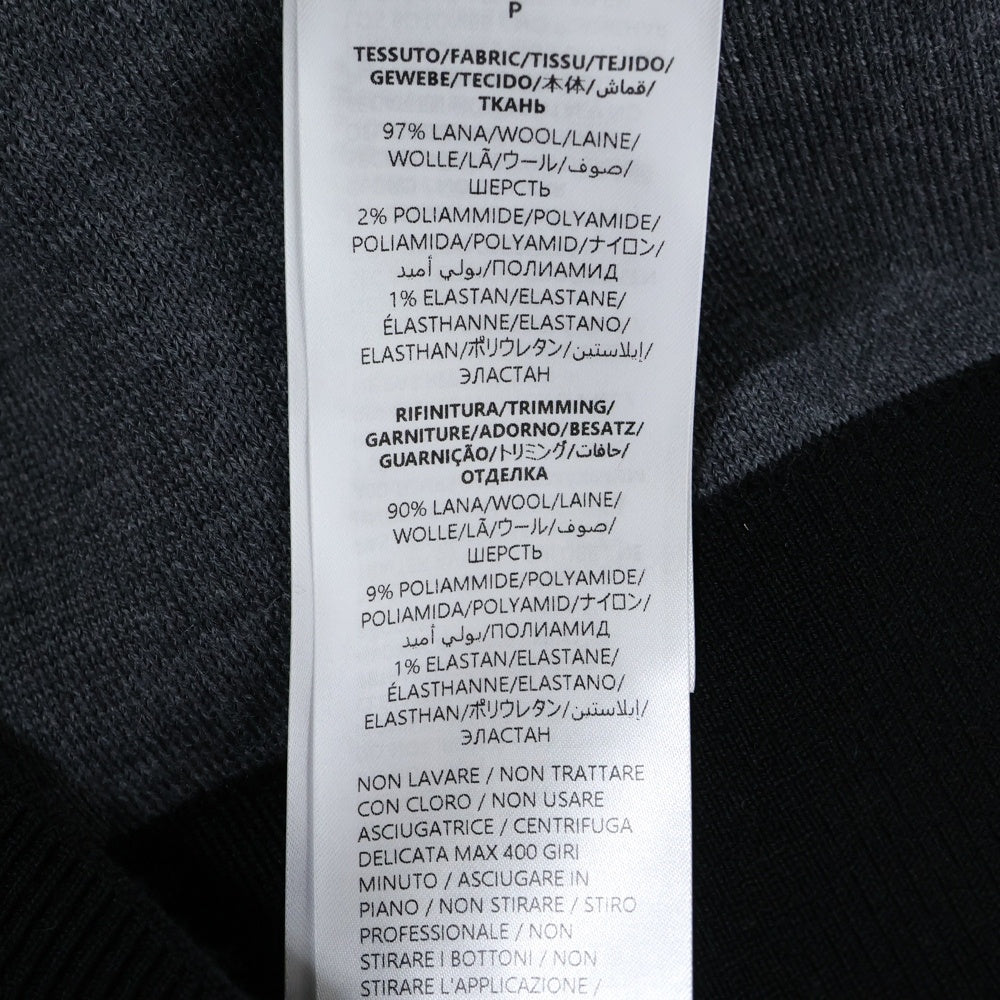 P
TESSUTO/FABRIC/TISSU/TEJIDO/
GEWEBE/TECIDO/本体/قماش/
ТКАНЬ
97% LANA/WOOL/LAINE/
WOLLE/LÃ/ウール/صوف/
ШЕРСТЬ
2% POLIAMMIDE/POLYAMIDE/
POLIAMIDA/POLYAMID/ナイロン/
بولي أميد/ПОЛИАМИД
1% ELASTAN/ELASTANE/
ÉLASTHANNE/ELASTANO/
ELASTHAN/ポリウレタン/إيلاستين/
ЭЛАСТАН
RIFINITURA/TRIMMING/
GARNITURE/ADORNO/BESATZ/
GUARNIÇÃO/トリミング/حافات/
ОТДЕЛКА
90% LANA/WOOL/LAINE/
WOLLE/LÃ/ウール/صوف/
ШЕРСТЬ
9% POLIAMMIDE/POLYAMIDE/
POLIAMIDA/POLYAMID/ナイロン/
بولي أميد/ПОЛИАМИД
1% ELASTAN/ELASTANE/
ÉLASTHANNE/ELASTANO/
ELASTHAN/ポリウレタン/إيلاستين/
ЭЛАСТАН
NON LAVARE / NON TRATTARE
CON CLORO / NON USARE
ASCIUGATRICE / CENTRIFUGA
DELICATA MAX 400 GIRI
MINUTO / ASCIUGARE IN
PIANO / NON STIRARE / STIRO
PROFESSIONALE / NON
STIRARE I BOTTONI / NON
STIRARE L'APPLICAZIONE /